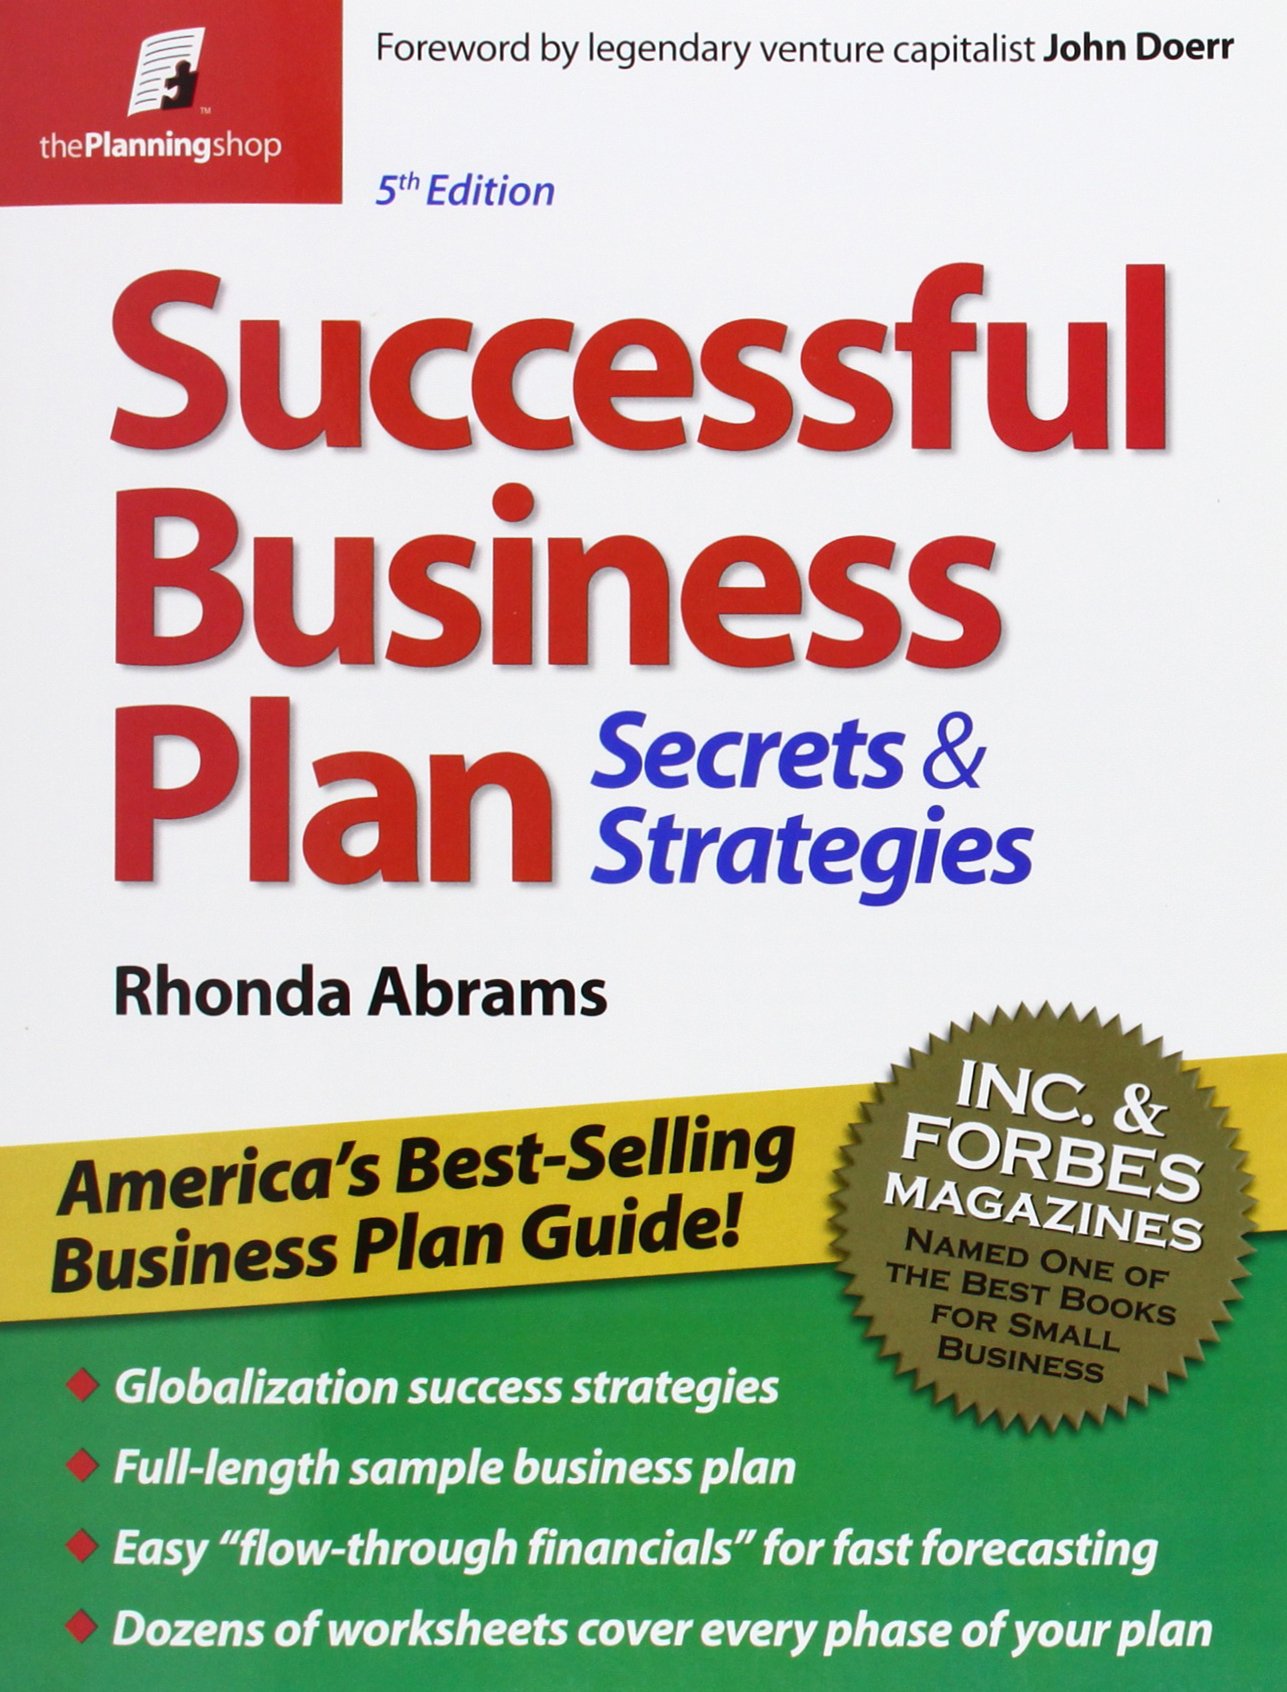 Foreword by legendary venture capitalist John Doerr
™
thePlanningshop
5th Edition
Successful
Business
Plan
Secrets &
Strategies
Rhonda Abrams
America's Best-Selling
Business Plan Guide!
INC. &
FORBES
MAGAZINES
NAMED ONE OF
THE BEST BOOKS
FOR SMALL
BUSINESS
Globalization success strategies
Full-length sample business plan
Easy “flow-through financials” for fast forecasting
Dozens of worksheets cover every phase of your plan